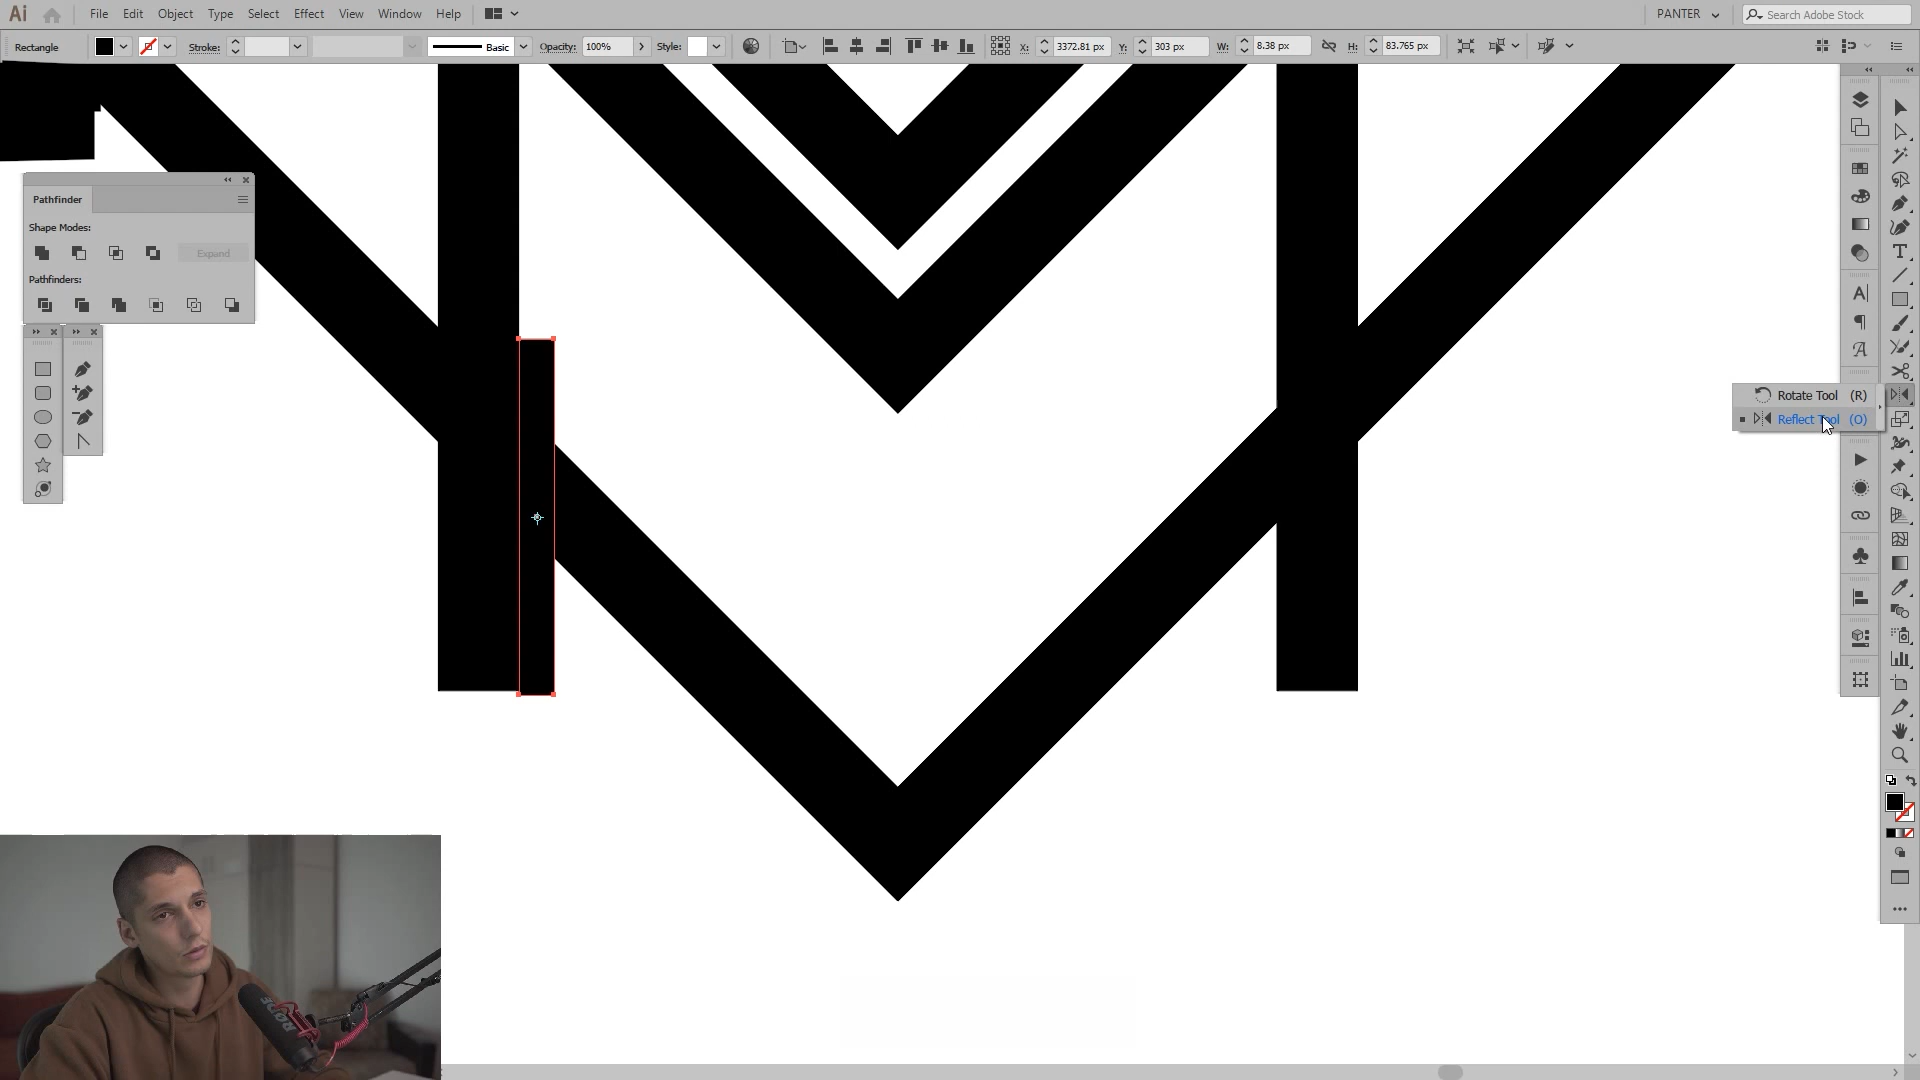 Ai File Edit Object Type Select Effect View Window Help PANTER Search Adobe Stock
Rectangle Stroke: Basic Opacity: 100% Style: X: 3372.81 px Y: 303 px W: 8.38 px H: 83.765 px
Pathfinder
Shape Modes:
Expand
Pathfinders:
Rotate Tool (R)
Reflect Tool (O)
RODE